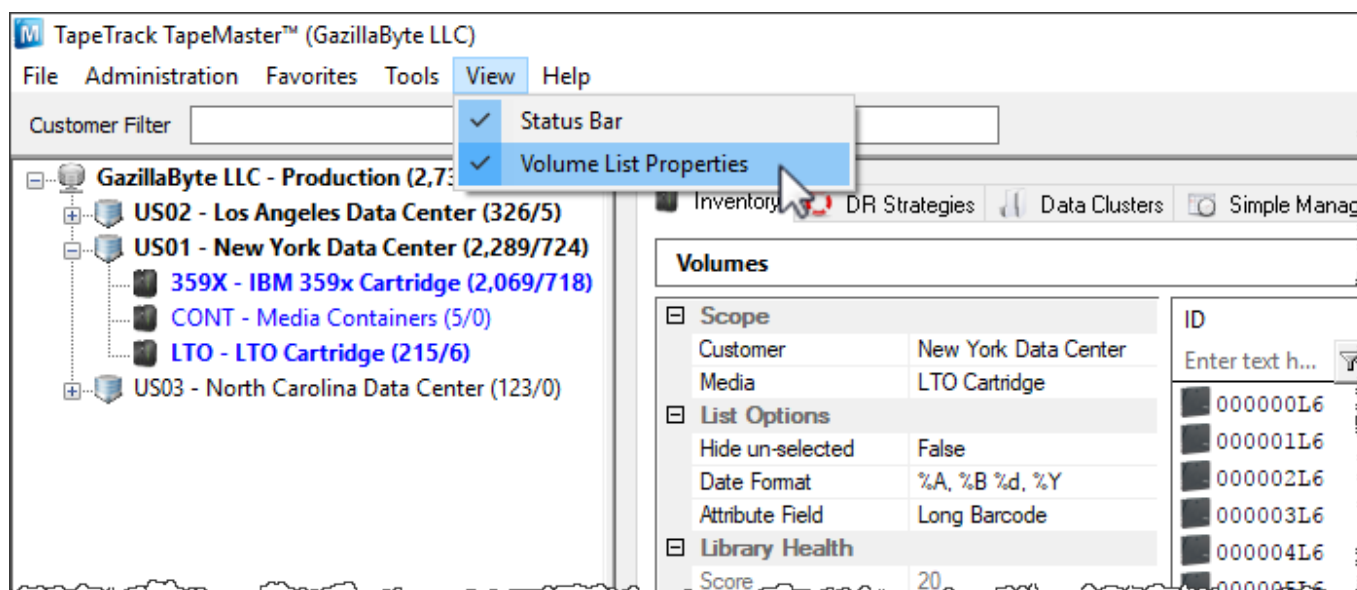 TapeTrack TapeMaster™ (GazillaByte LLC)
File Administration Favorites Tools View Help
Customer Filter
Status Bar
Volume List Properties
GazillaByte LLC - Production (2,73
US02 - Los Angeles Data Center (326/5)
US01 - New York Data Center (2,289/724)
359X - IBM 359x Cartridge (2,069/718)
CONT - Media Containers (5/0)
LTO - LTO Cartridge (215/6)
US03 - North Carolina Data Center (123/0)
Inventory DR Strategies Data Clusters Simple Manag
Volumes
Scope
Customer New York Data Center
Media LTO Cartridge
List Options
Hide un-selected False
Date Format %A, %B %d, %Y
Attribute Field Long Barcode
Library Health
Score 20
ID
Enter text h...
000000L6
000001L6
000002L6
000003L6
000004L6
000005L6